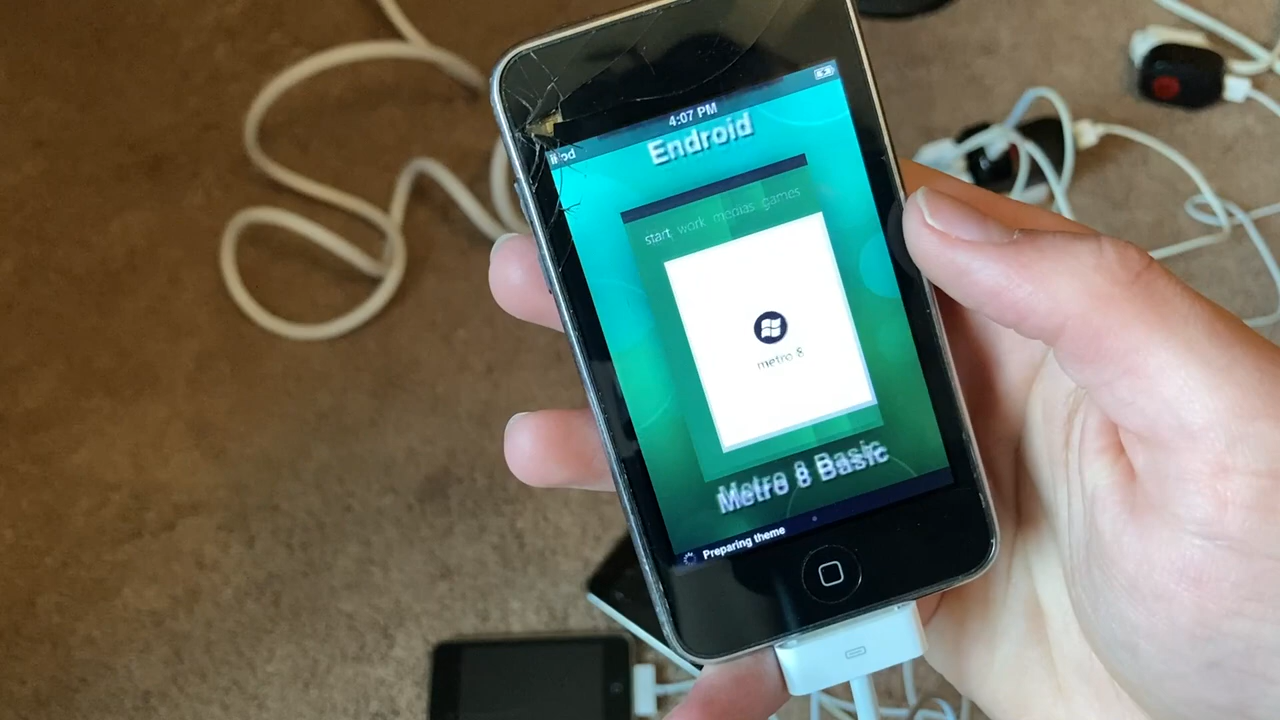 iPod
4:07 PM
Endroid
start work medias games
metro 8
Metro 8 Basic
Preparing theme